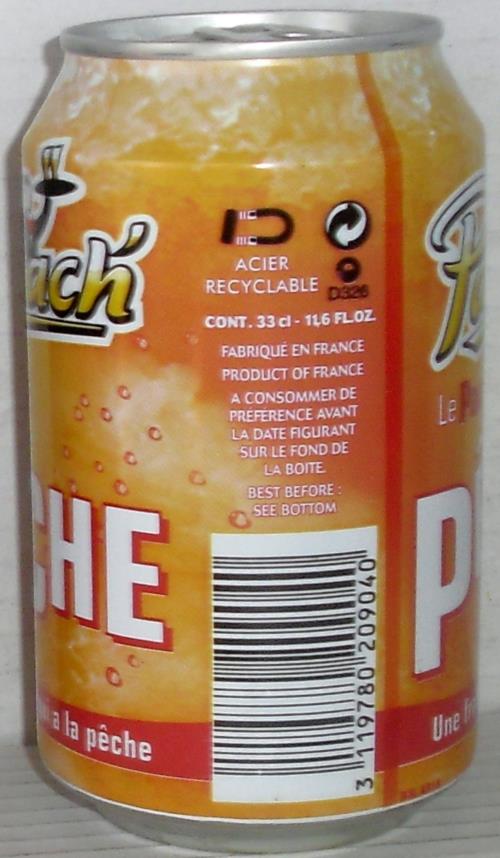 ach'
ACIER
RECYCLABLE
D326
CONT. 33 cl - 11,6 FL.OZ.
FABRIQUÉ EN FRANCE
PRODUCT OF FRANCE
A CONSOMMER DE
PRÉFÉRENCE AVANT
LA DATE FIGURANT
SUR LE FOND DE
LA BOITE.
BEST BEFORE :
SEE BOTTOM
Le
CHE
P
a la pêche
Une
3 119780 209040